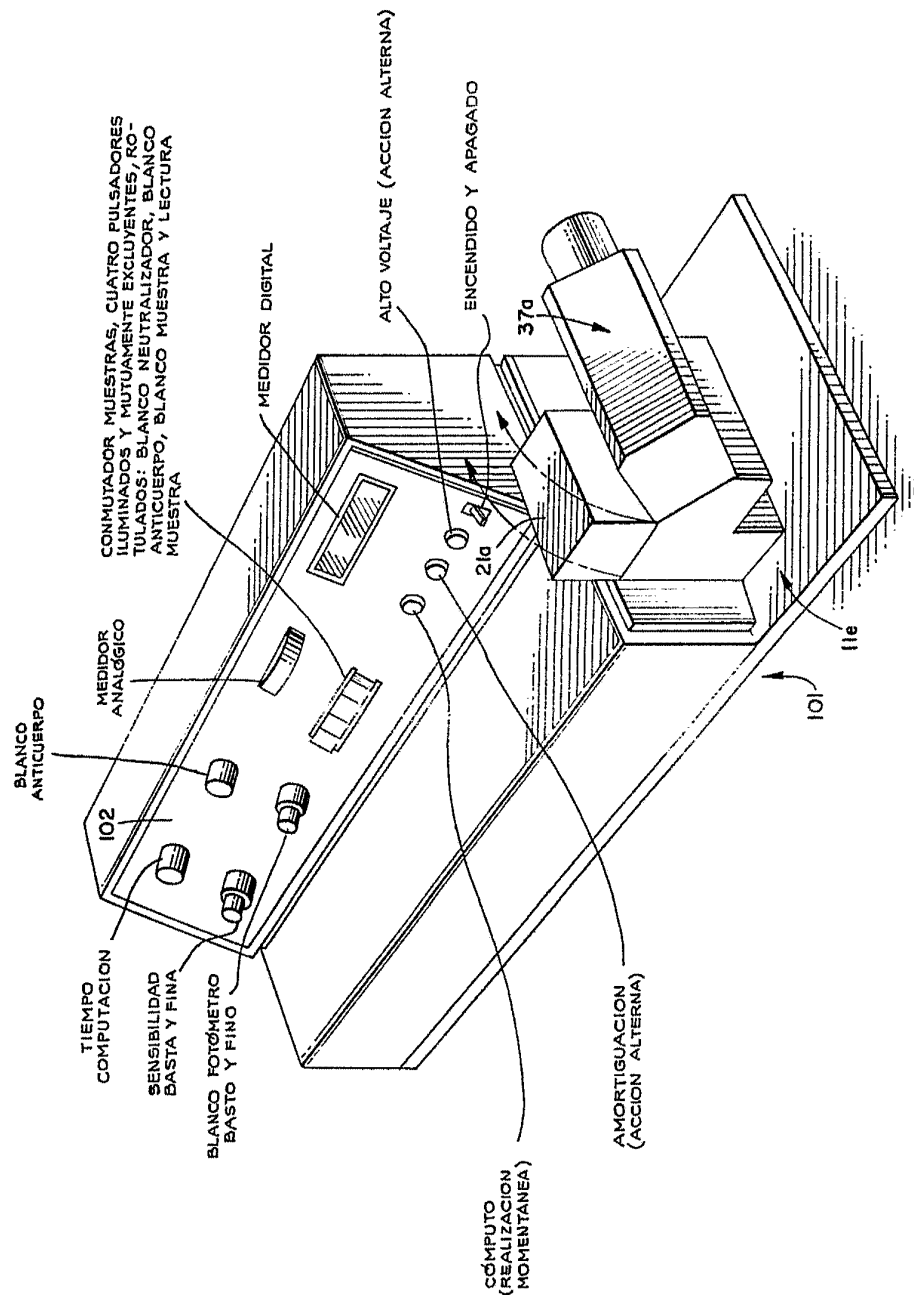 TIEMPO
COMPUTACION
SENSIBILIDAD
BASTA Y FINA
BLANCO FOTÓMETRO
BASTO Y FINO
CÓMPUTO
(REALIZACION
MOMENTANEA)
AMORTIGUACION
(ACCION ALTERNA)
BLANCO
ANTICUERPO
102
MEDIDOR
ANALÓGICO
CONMUTADOR MUESTRAS, CUATRO PULSADORES
ILUMINADOS Y MUTUAMENTE EXCLUYENTES, RO-
TULADOS: BLANCO NEUTRALIZADOR, BLANCO
ANTICUERPO, BLANCO MUESTRA Y LECTURA
MUESTRA
MEDIDOR DIGITAL
ALTO VOLTAJE (ACCION ALTERNA)
ENCENDIDO Y APAGADO
21a
37a
11e
101